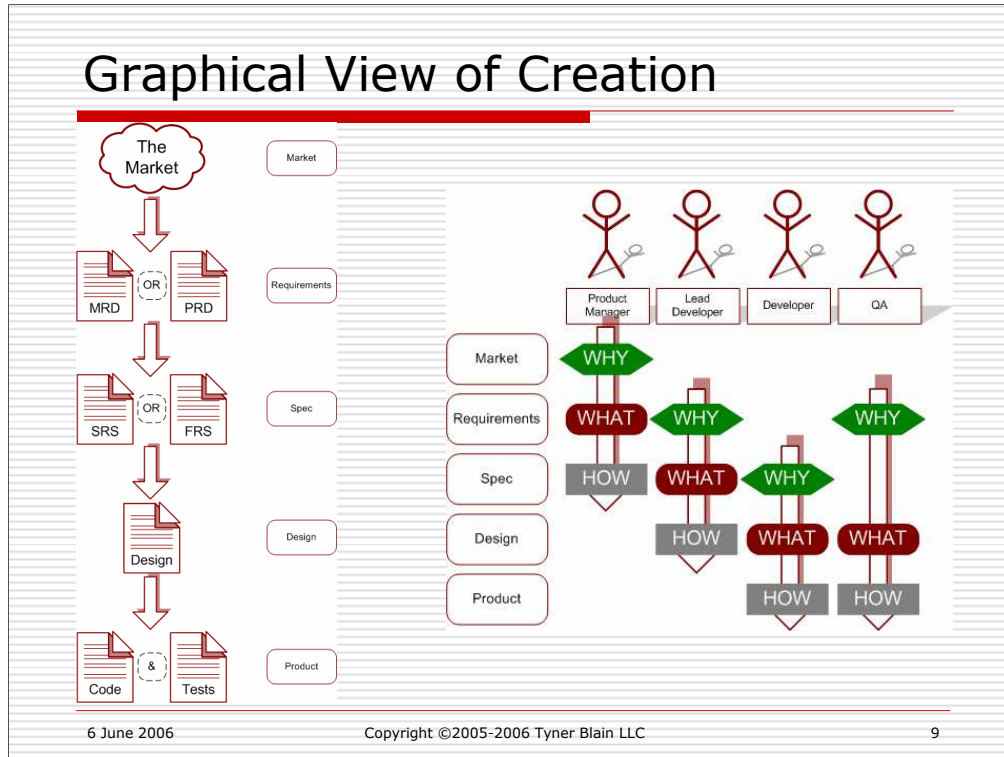 Graphical View of Creation
The
Market
Market
MRD
OR
PRD
Requirements
SRS
OR
FRS
Spec
Design
Design
Code
&
Tests
Product
Product
Manager
Lead
Developer
Developer
QA
Market
WHY
Requirements
WHAT
WHY
WHY
Spec
HOW
WHAT
WHY
Design
HOW
WHAT
WHAT
Product
HOW
HOW
6 June 2006
Copyright ©2005-2006 Tyner Blain LLC
9